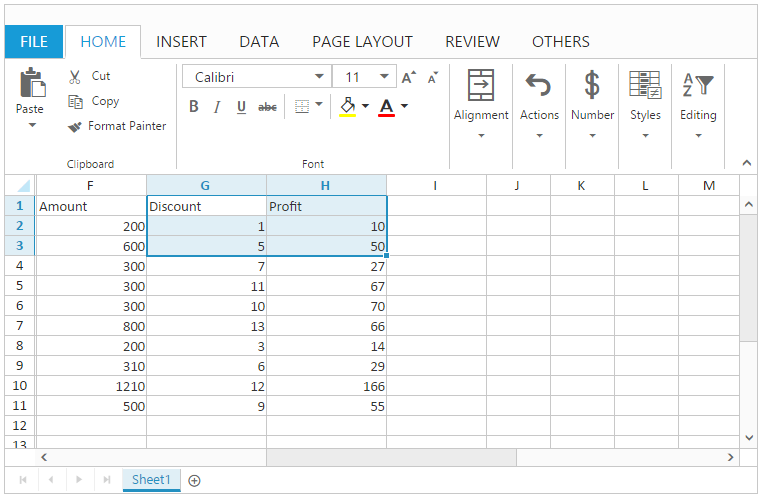 FILE HOME INSERT DATA PAGE LAYOUT REVIEW OTHERS
Paste
Cut
Copy
Format Painter
Clipboard
Calibri 11 A A
B I U abc A
Font
Alignment
Actions
$
Number
Styles
A Z
Editing
F G H I J K L M
1 Amount Discount Profit
2 200 1 10
3 600 5 50
4 300 7 27
5 300 11 67
6 300 10 70
7 800 13 66
8 200 3 14
9 310 6 29
10 1210 12 166
11 500 9 55
12
13
Sheet1